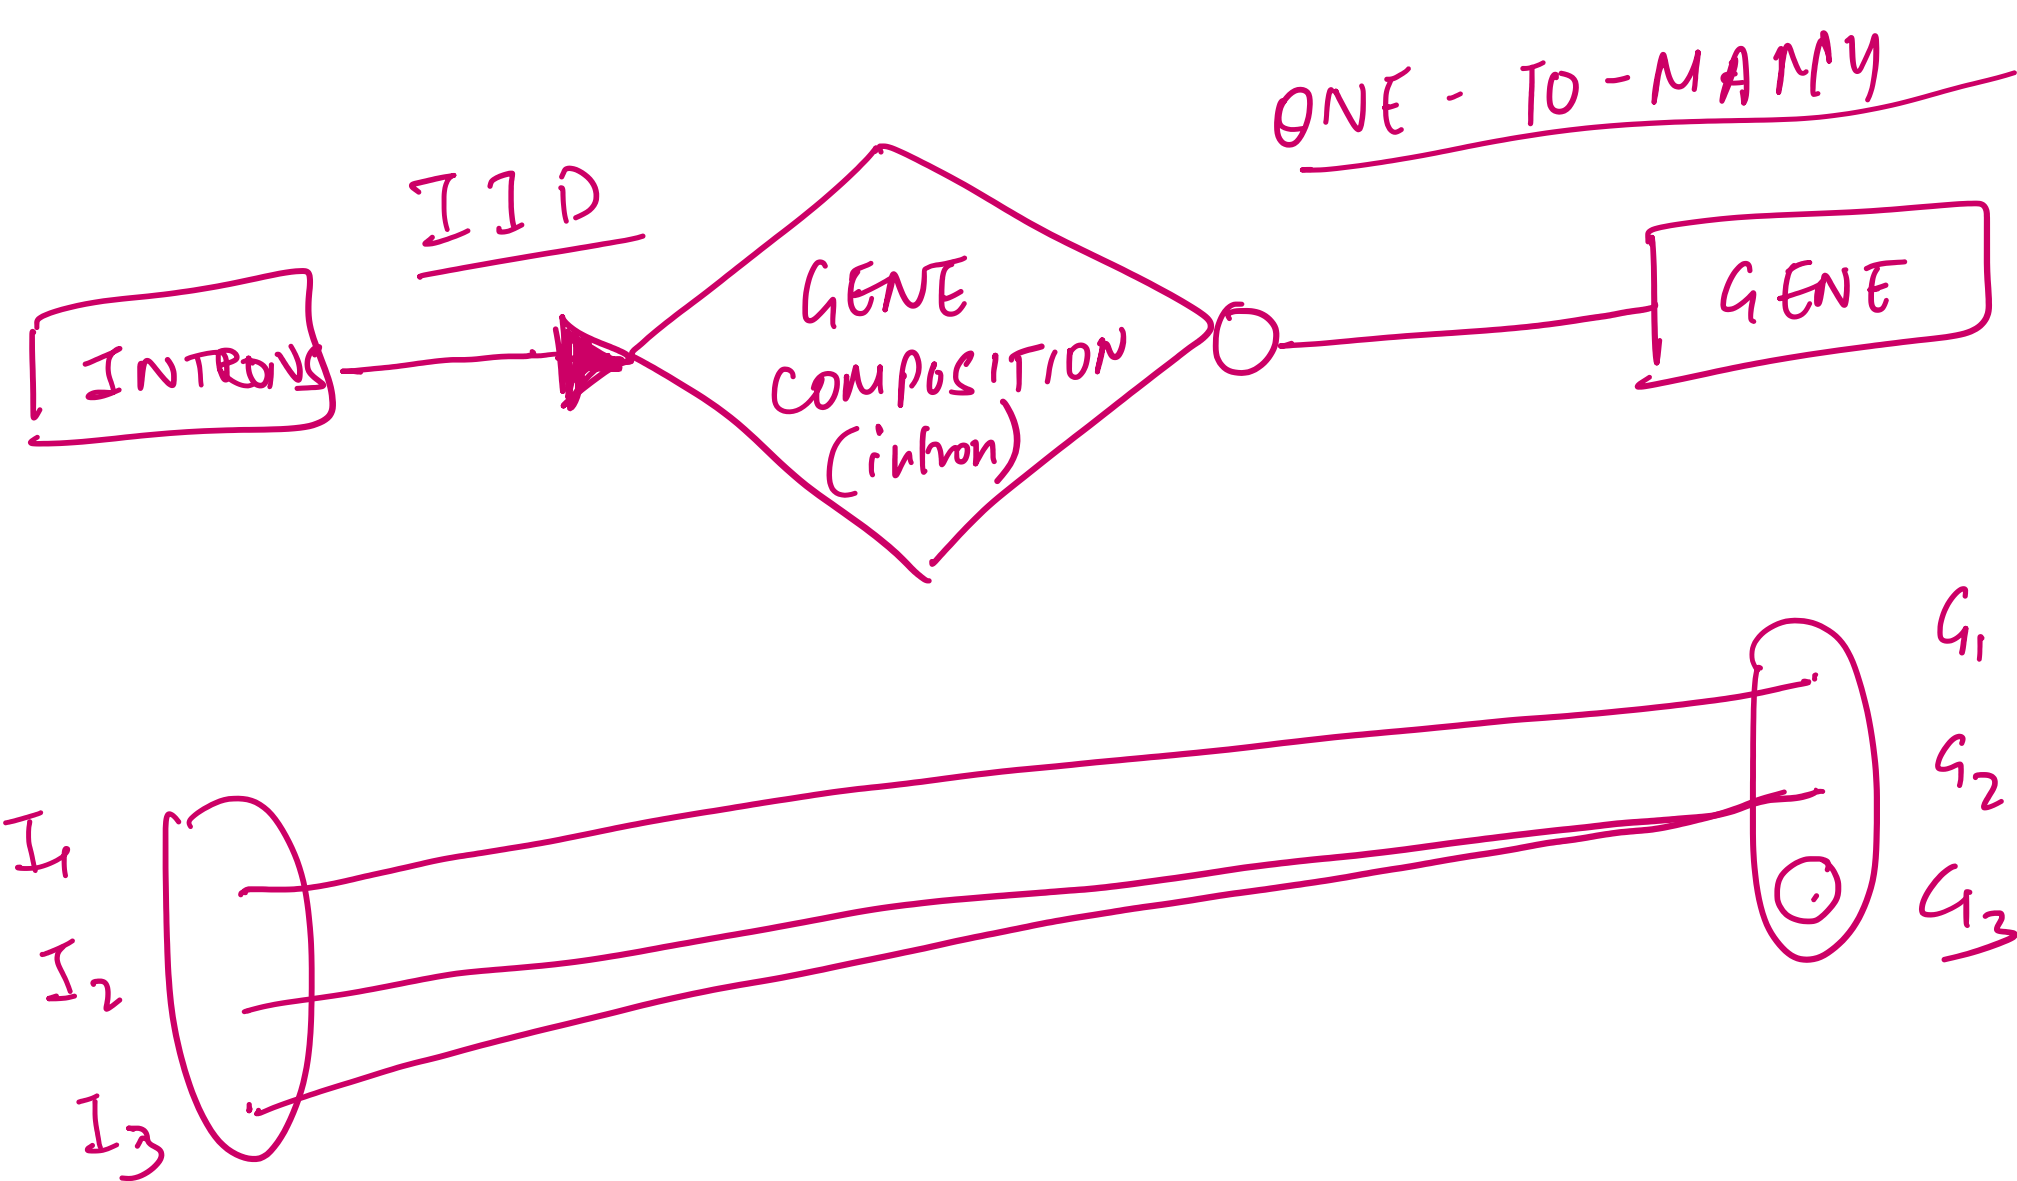 ONE-TO-MANY
IID
INTRONS
GENE
COMPOSITION
(intron)
GENE
G1
G2
G3
I1
I2
I3